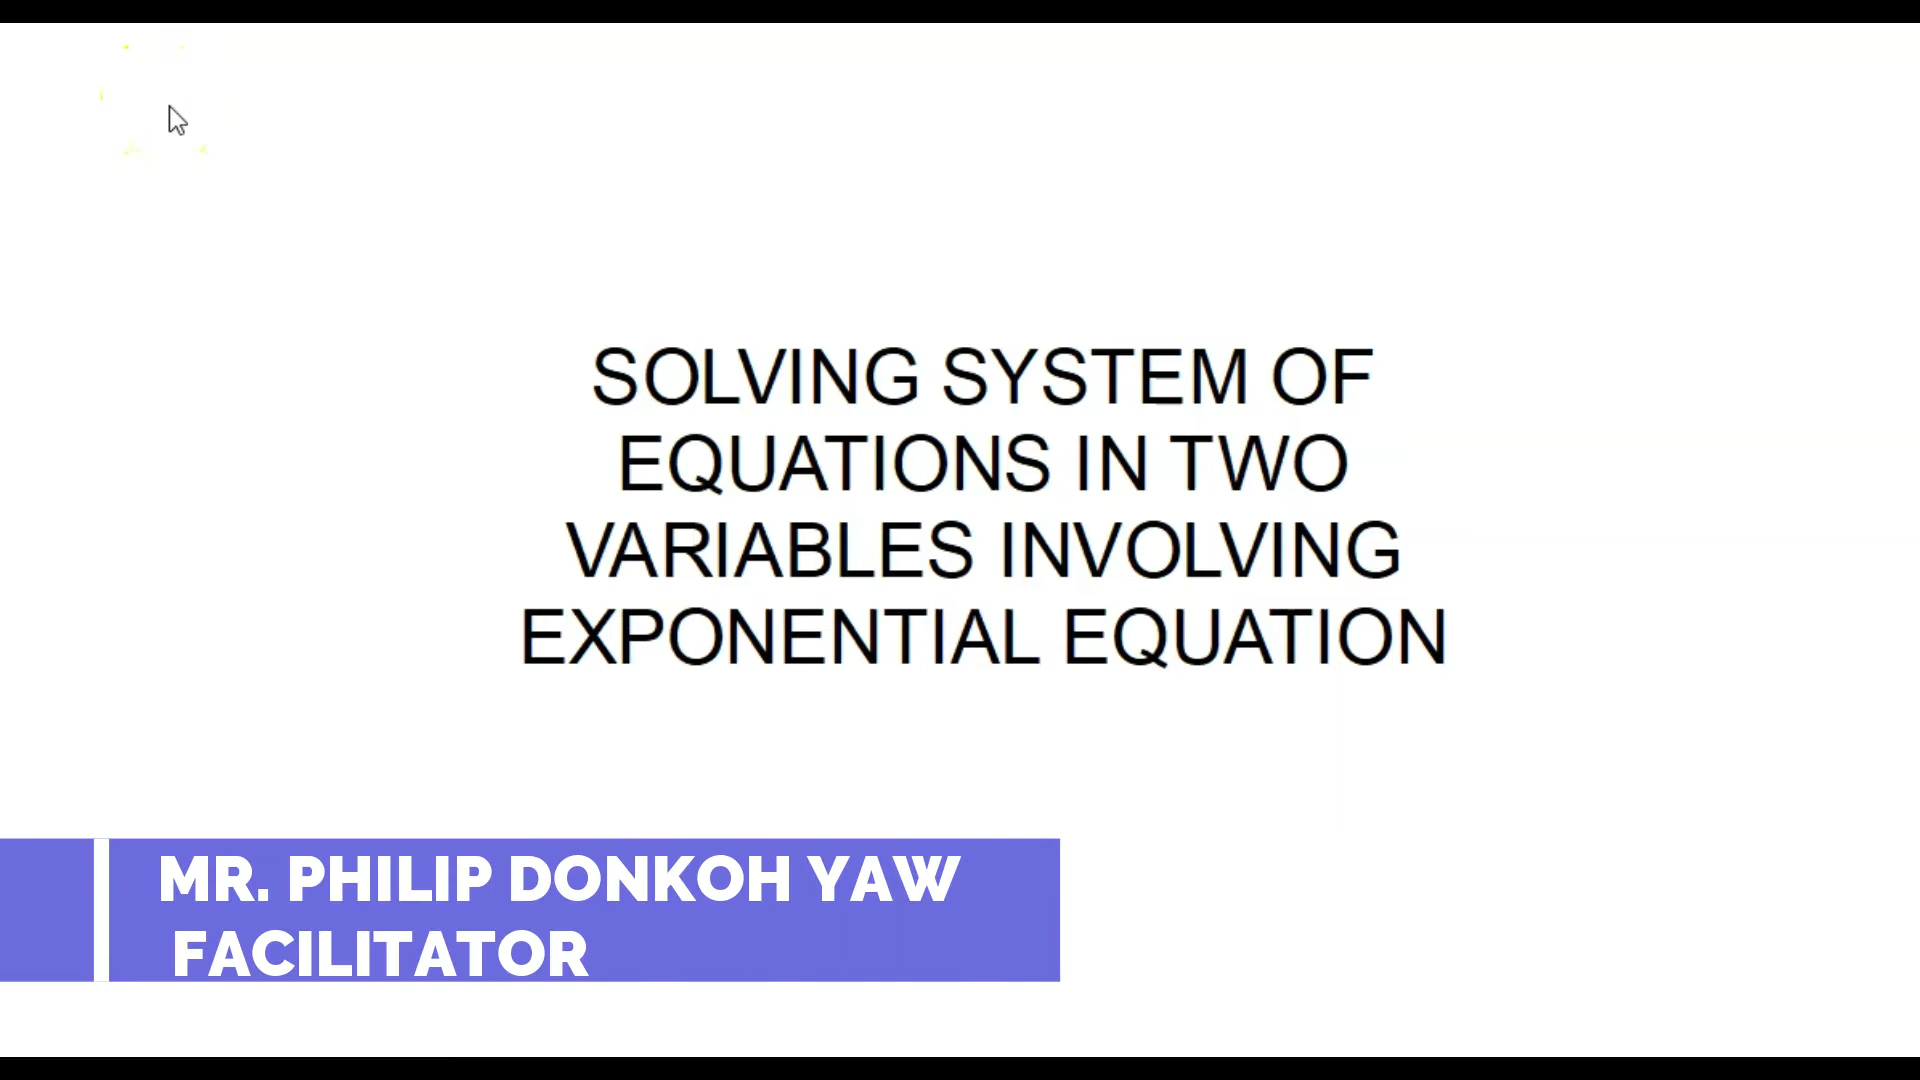 SOLVING SYSTEM OF
EQUATIONS IN TWO
VARIABLES INVOLVING
EXPONENTIAL EQUATION
MR. PHILIP DONKOH YAW
FACILITATOR